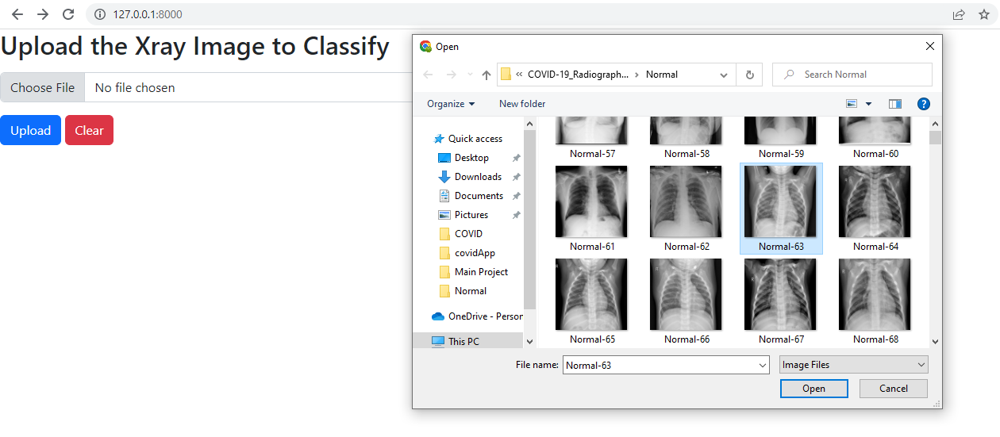 127.0.0.1:8000
Upload the Xray Image to Classify
Choose File No file chosen
Upload Clear
Open
« COVID-19_Radiograph... › Normal
Search Normal
Organize New folder
Quick access
Desktop
Downloads
Documents
Pictures
COVID
covidApp
Main Project
Normal
OneDrive - Person
This PC
Normal-57 Normal-58 Normal-59 Normal-60
Normal-61 Normal-62 Normal-63 Normal-64
Normal-65 Normal-66 Normal-67 Normal-68
File name: Normal-63 Image Files
Open Cancel